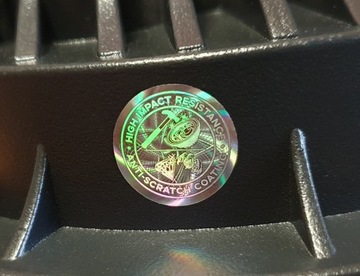 HIGH IMPACT RESISTANCE
ANTI-SCRATCH COATING